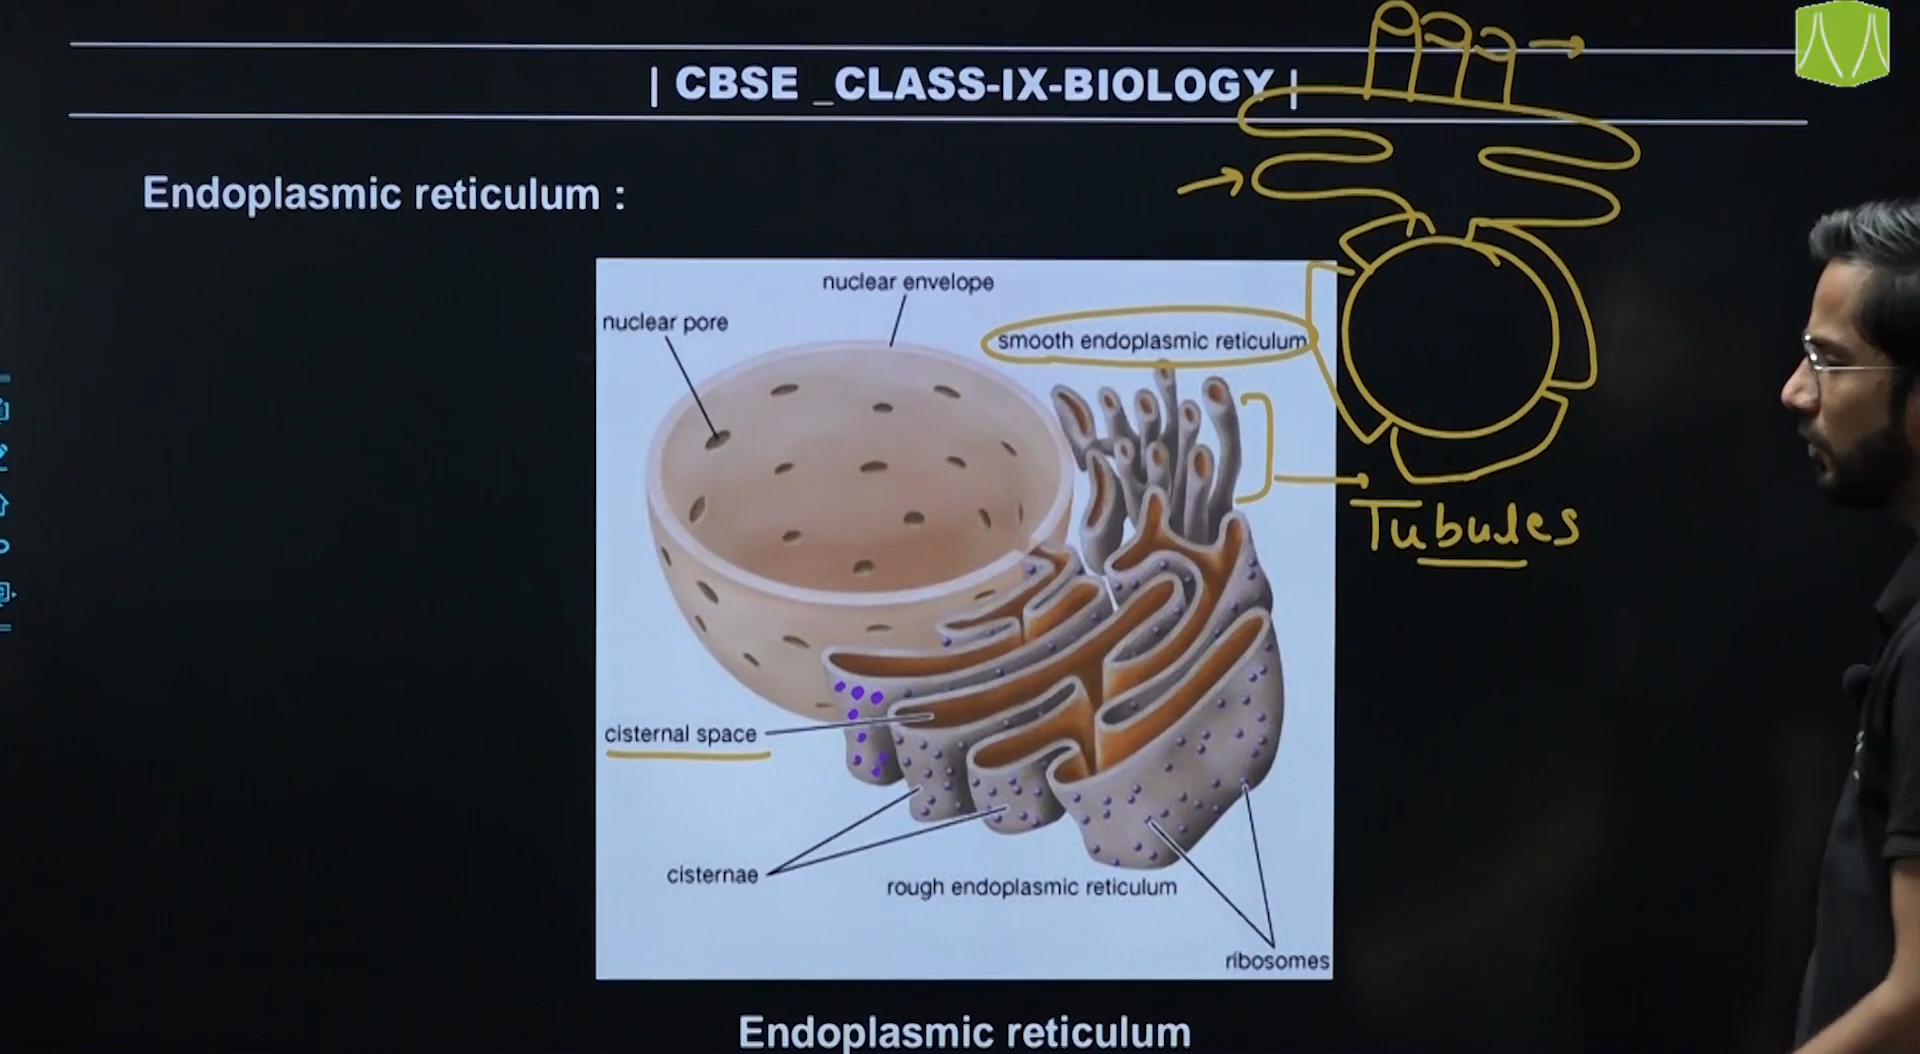 | CBSE _CLASS-IX-BIOLOGY |
Endoplasmic reticulum :
nuclear envelope
nuclear pore
smooth endoplasmic reticulum
Tubules
cisternal space
cisternae
rough endoplasmic reticulum
ribosomes
Endoplasmic reticulum